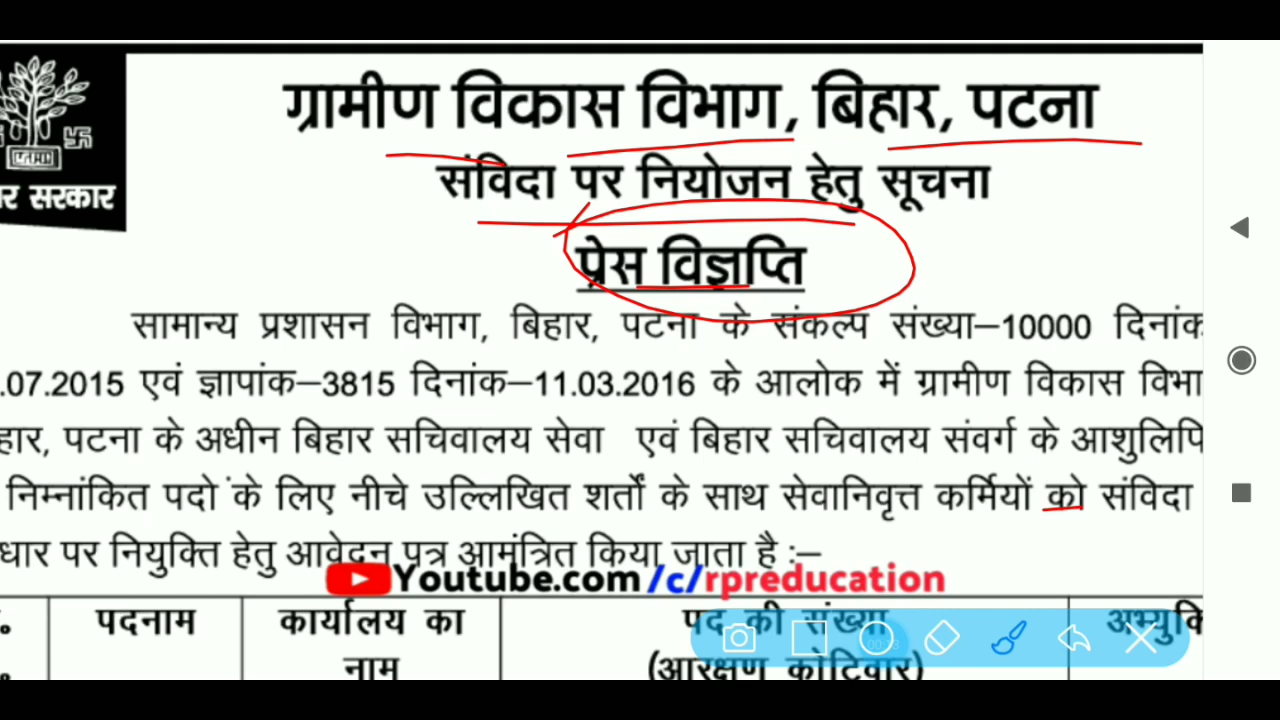 ग्रामीण विकास विभाग, बिहार, पटना
र सरकार
संविदा पर नियोजन हेतु सूचना
प्रेस विज्ञप्ति
सामान्य प्रशासन विभाग, बिहार, पटना के संकल्प संख्या–10000 दिनांक
.07.2015 एवं ज्ञापांक–3815 दिनांक–11.03.2016 के आलोक में ग्रामीण विकास विभा
हार, पटना के अधीन बिहार सचिवालय सेवा एवं बिहार सचिवालय संवर्ग के आशुलिपि
निम्नांकित पदो के लिए नीचे उल्लिखित शर्तों के साथ सेवानिवृत्त कर्मियों को संविदा
धार पर नियुक्ति हेतु आवेदन पत्र आमंत्रित किया जाता है :–
Youtube.com/c/rpreducation
पदनाम कार्यालय का पद की संख्या अभ्युक्ति
नाम (आरक्षण कोटिवार)
00:13